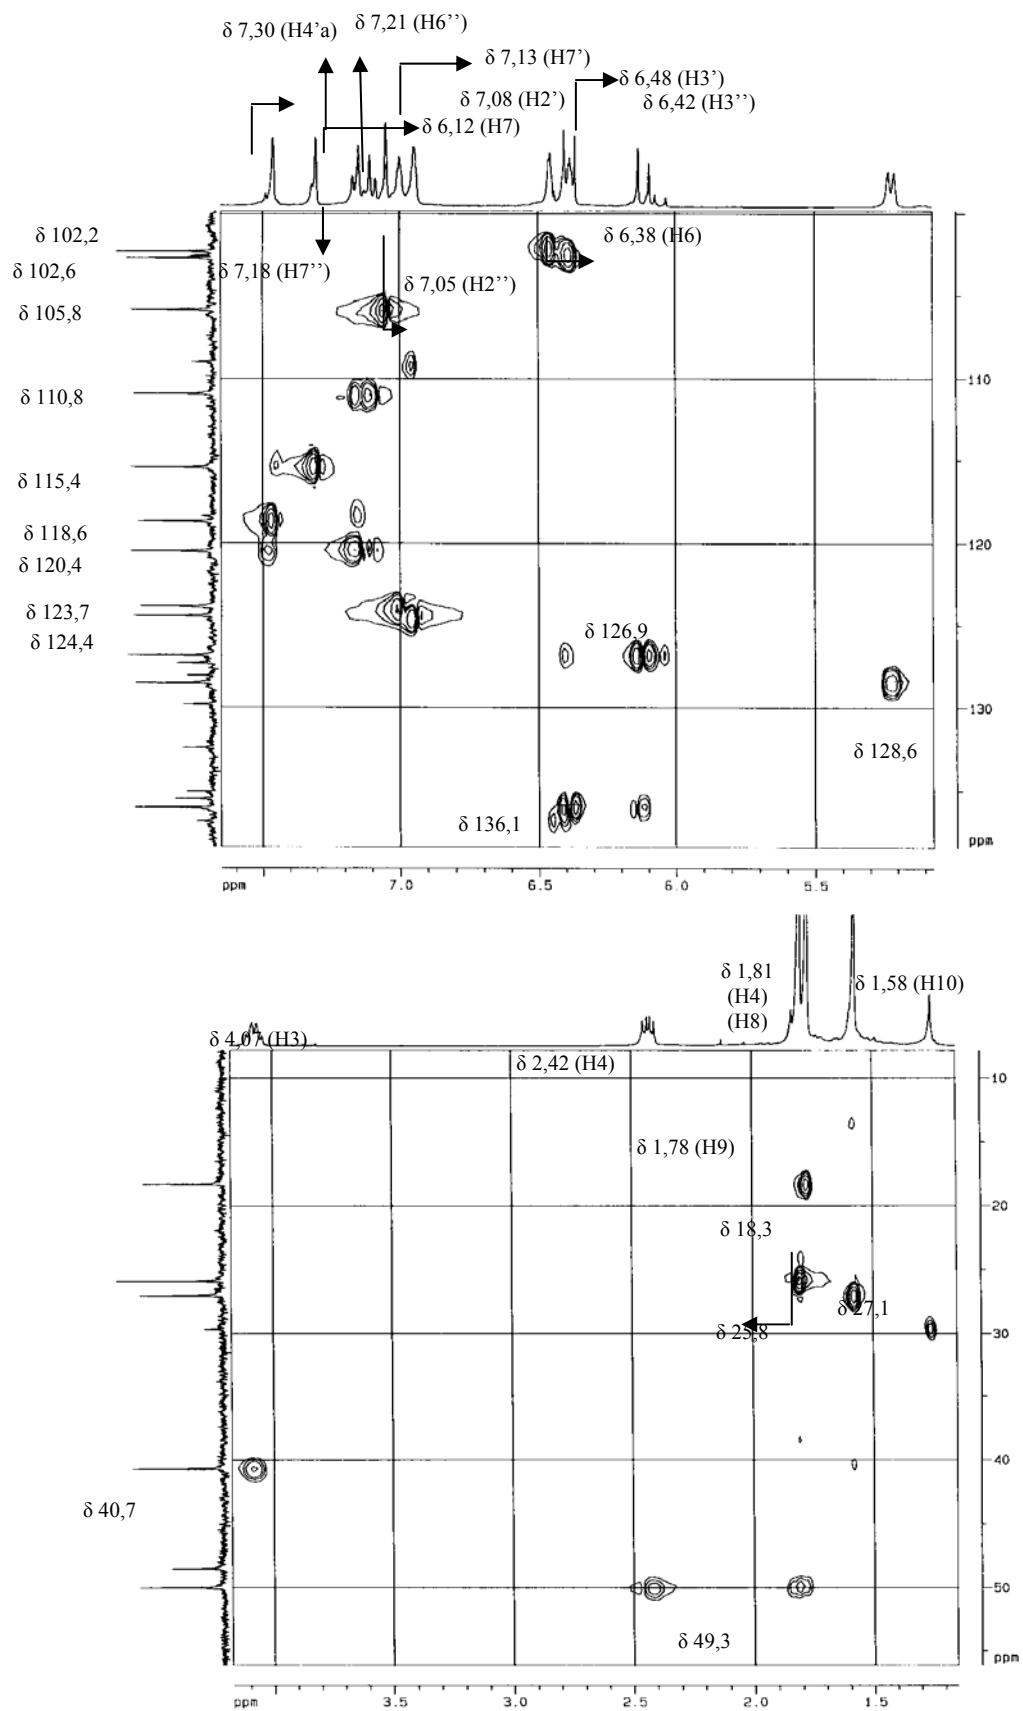 δ 7,30 (H4’a)
δ 7,21 (H6’’)
δ 7,13 (H7’)
δ 6,48 (H3’)
δ 7,08 (H2’)
δ 6,42 (H3’’)
δ 6,12 (H7)
δ 102,2
δ 102,6
δ 7,18 (H7’’)
δ 6,38 (H6)
δ 7,05 (H2’’)
δ 105,8
δ 110,8
110
δ 115,4
δ 118,6
120
δ 120,4
δ 123,7
δ 124,4
δ 126,9
130
δ 128,6
δ 136,1
ppm
ppm 7.0 6.5 6.0 5.5
δ 1,81
(H4)
(H8)
δ 1,58 (H10)
δ 4,07 (H3)
δ 2,42 (H4)
10
δ 1,78 (H9)
20
δ 18,3
δ 27,1
δ 25,8
30
40
δ 40,7
50
δ 49,3
ppm
ppm 3.5 3.0 2.5 2.0 1.5